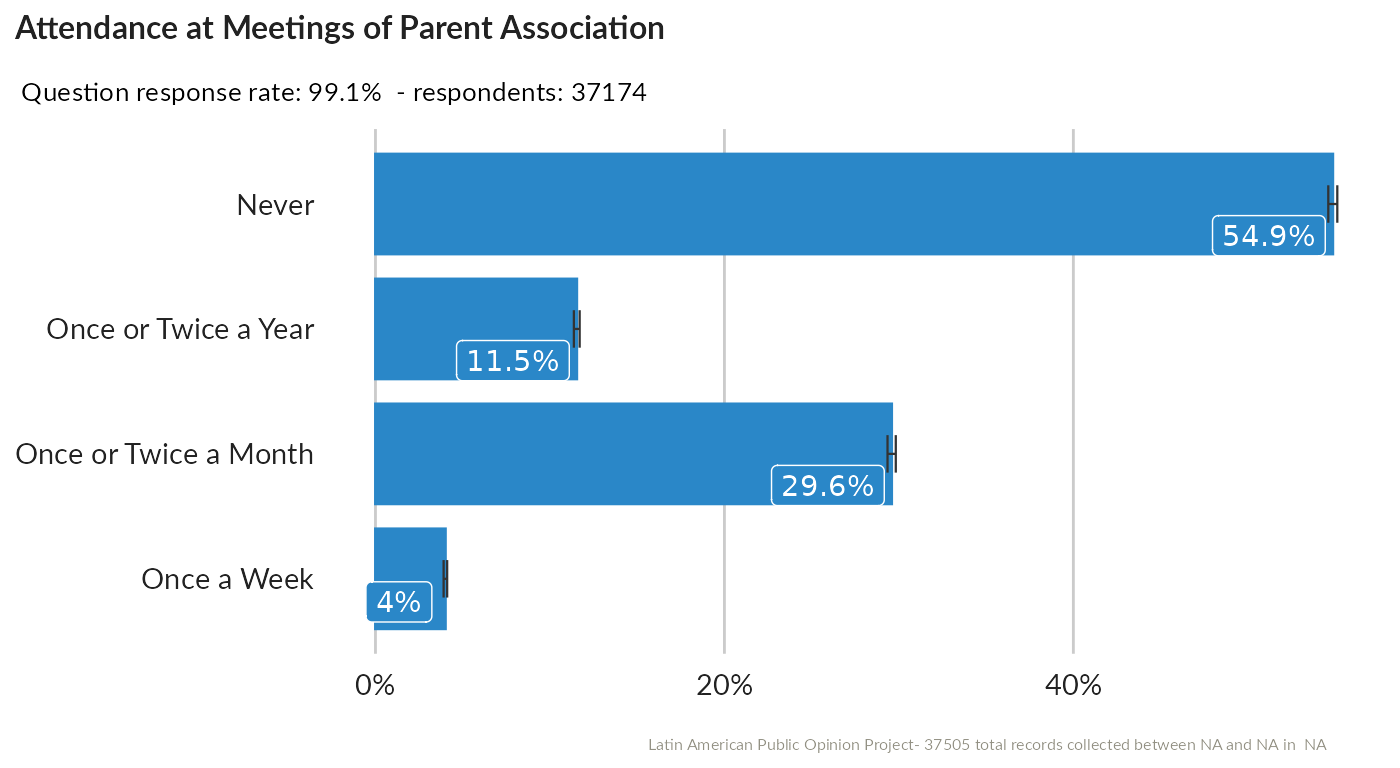 Attendance at Meetings of Parent Association
Question response rate: 99.1% - respondents: 37174
Never
54.9%
Once or Twice a Year
11.5%
Once or Twice a Month
29.6%
Once a Week
4%
0% 20% 40%
Latin American Public Opinion Project- 37505 total records collected between NA and NA in NA